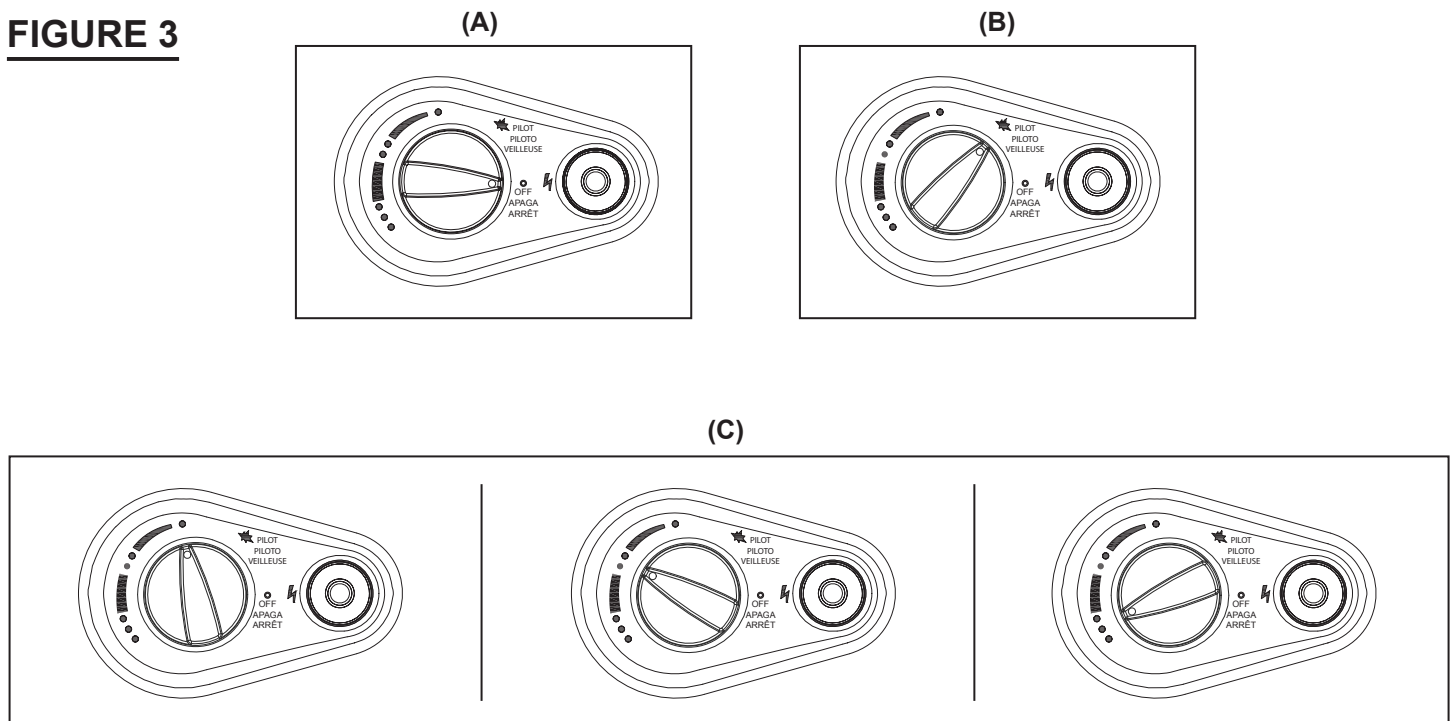 FIGURE 3
(A)
(B)
PILOT
PILOTO
VEILLEUSE
OFF
APAGA
ARRÊT
PILOT
PILOTO
VEILLEUSE
OFF
APAGA
ARRÊT
(C)
PILOT
PILOTO
VEILLEUSE
OFF
APAGA
ARRÊT
PILOT
PILOTO
VEILLEUSE
OFF
APAGA
ARRÊT
PILOT
PILOTO
VEILLEUSE
OFF
APAGA
ARRÊT